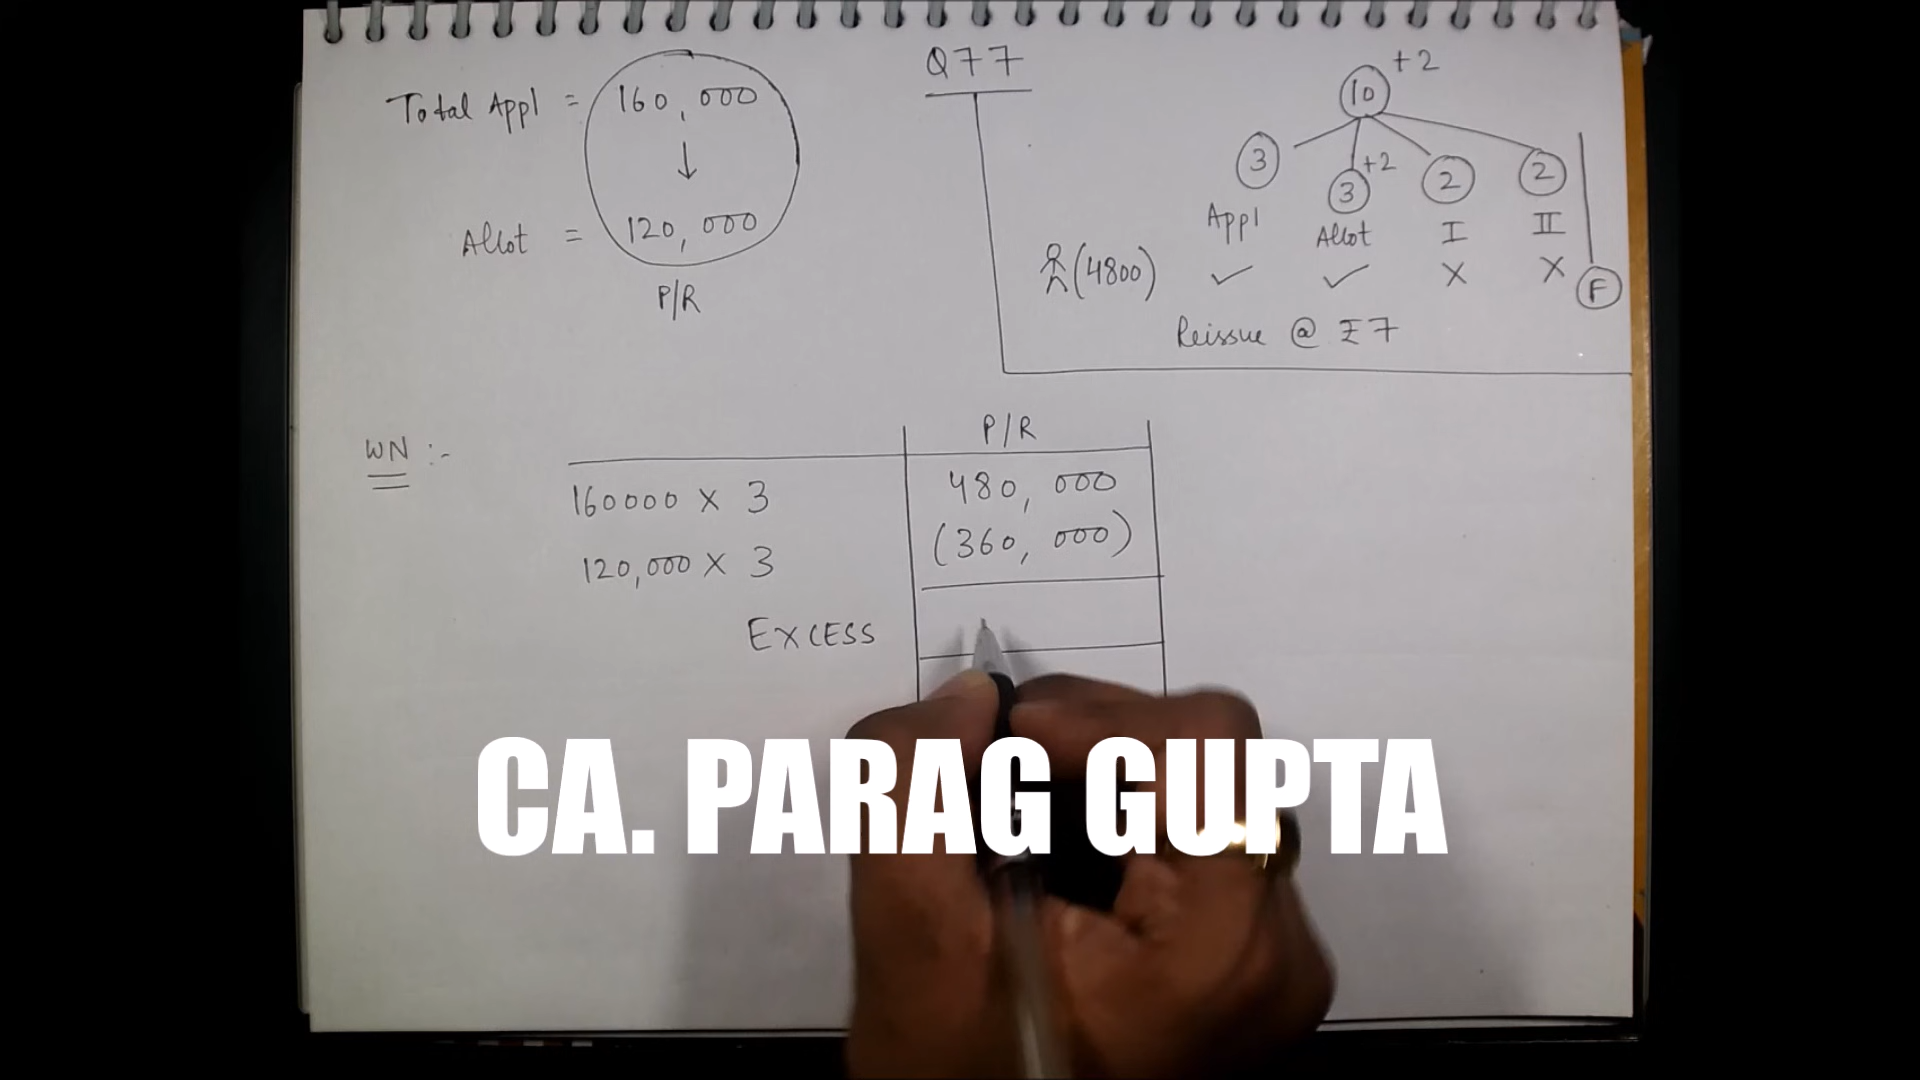 Q77
Total Appl = 160,000
↓
Allot = 120,000
P/R
10 +2
3 3 +2 2 2
Appl Allot I II
(4800) ✓ ✓ X X F
Reissue @ ₹7
WN :-
P/R
160000 X 3 480,000
120,000 X 3 (360,000)
EXCESS
CA. PARAG GUPTA